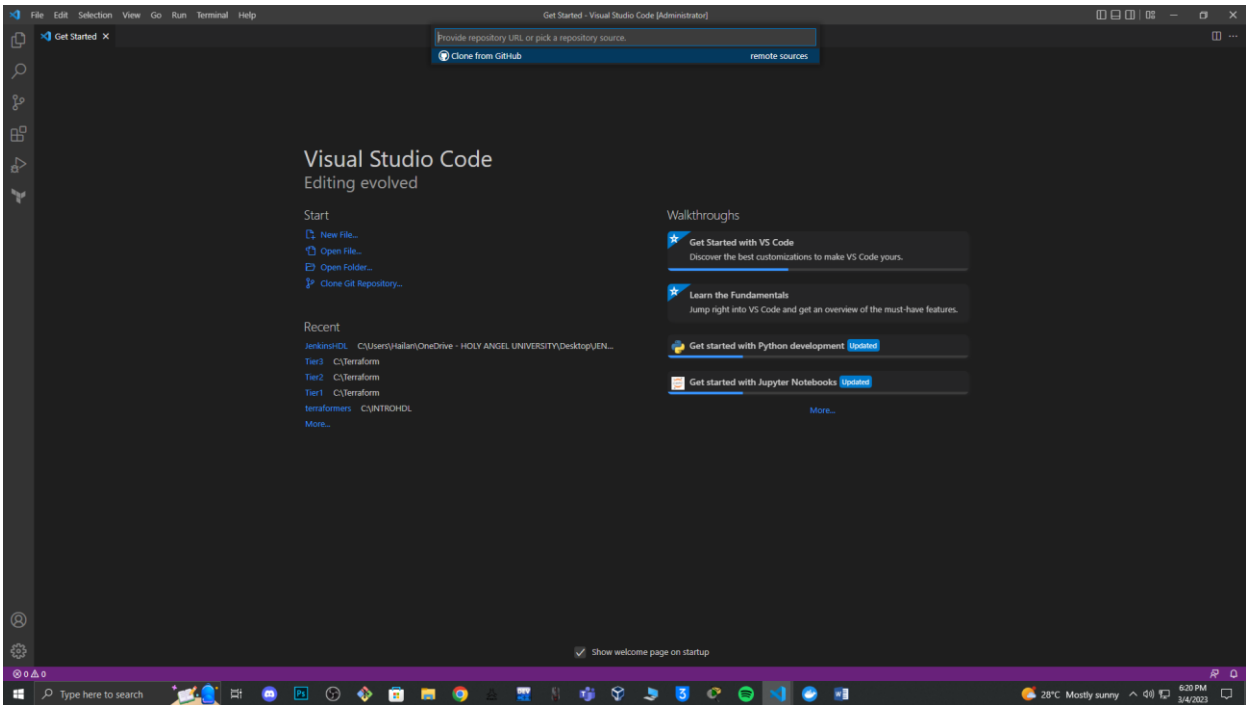 File Edit Selection View Go Run Terminal Help
Get Started - Visual Studio Code [Administrator]
Get Started
Provide repository URL or pick a repository source.
Clone from GitHub remote sources
Visual Studio Code
Editing evolved
Start
New File...
Open File...
Open Folder...
Clone Git Repository...
Recent
JenkinsHDL C:\Users\Hailan\OneDrive - HOLY ANGEL UNIVERSITY\Desktop\JEN...
Tier3 C:\Terraform
Tier2 C:\Terraform
Tier1 C:\Terraform
terraformers C:\INTROHDL
More...
Walkthroughs
Get Started with VS Code
Discover the best customizations to make VS Code yours.
Learn the Fundamentals
Jump right into VS Code and get an overview of the must-have features.
Get started with Python development Updated
Get started with Jupyter Notebooks Updated
More...
Show welcome page on startup
0 0
Type here to search
Ps
3
28°C Mostly sunny
6:20 PM
3/4/2023